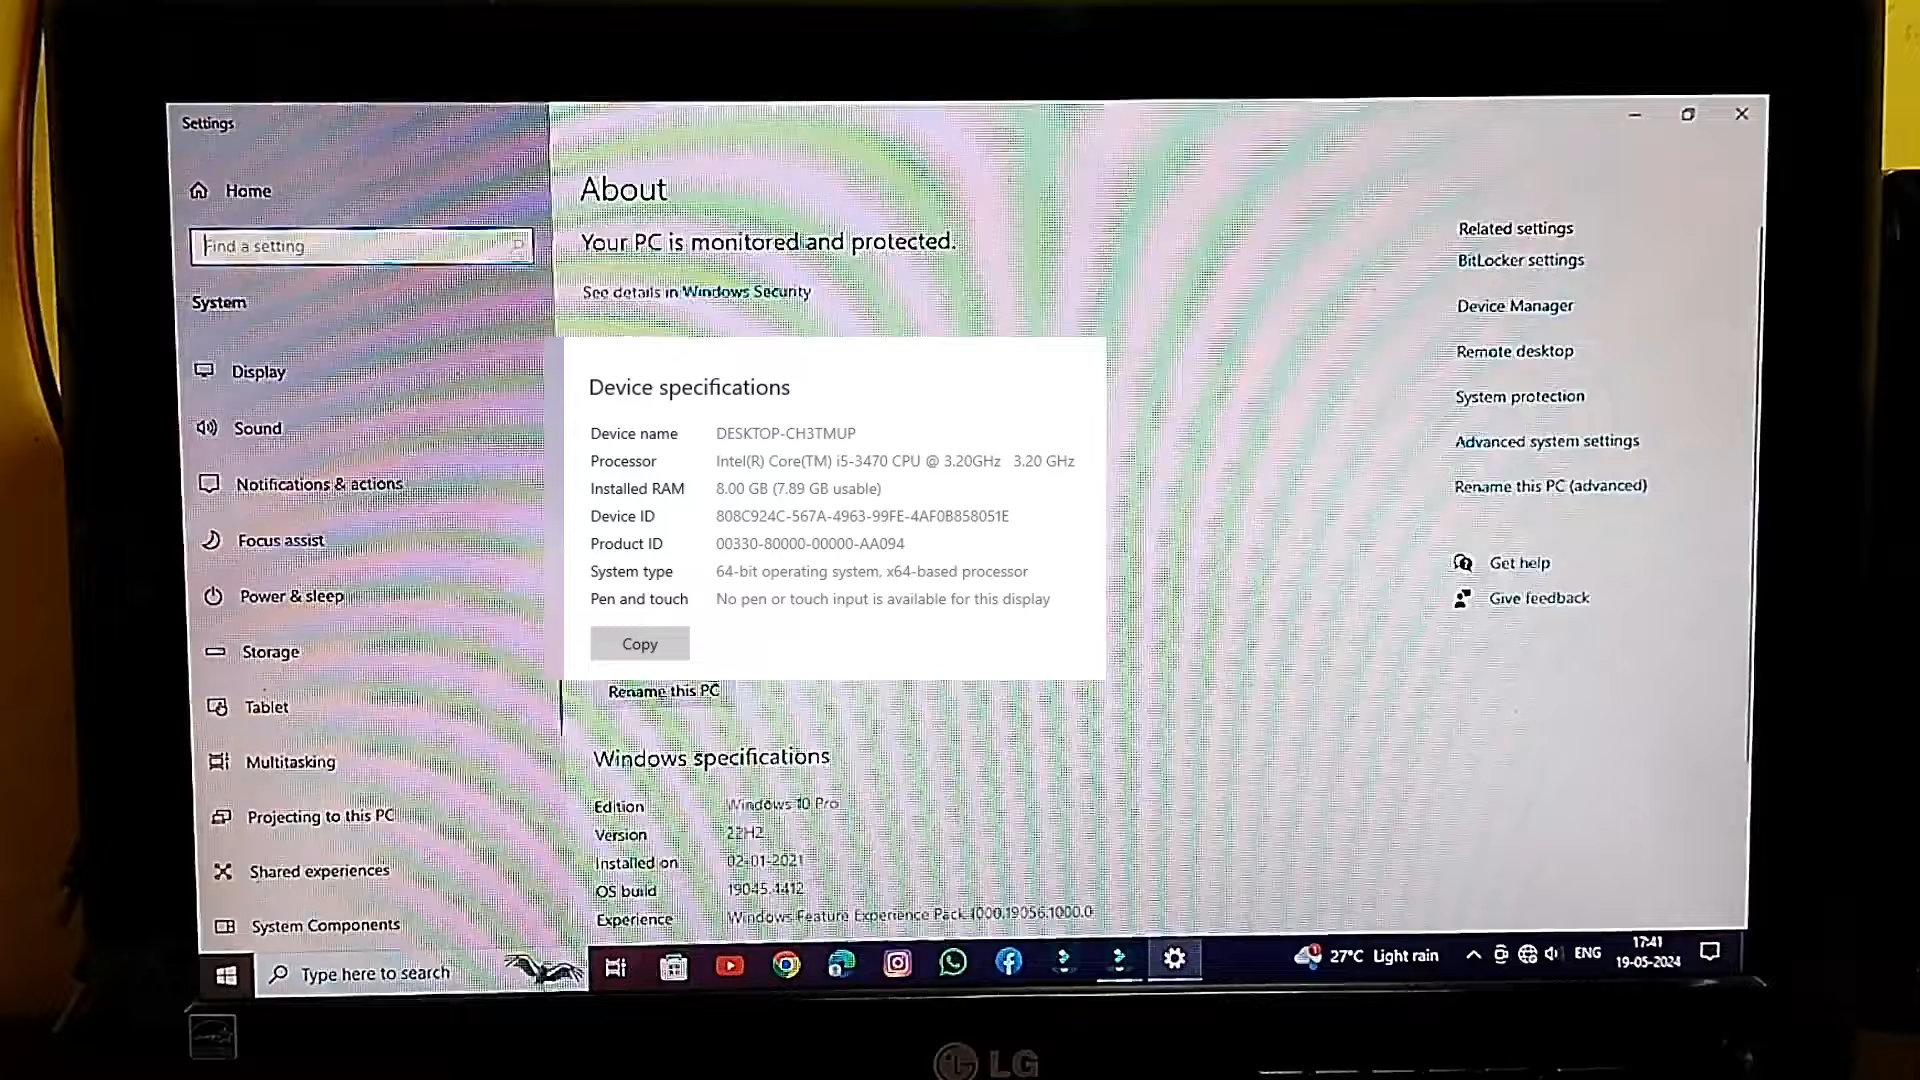 Settings
Home
Find a setting
System
Display
Sound
Notifications & actions
Focus assist
Power & sleep
Storage
Tablet
Multitasking
Projecting to this PC
Shared experiences
System Components
About
Your PC is monitored and protected.
See details in Windows Security
Device specifications
Device name DESKTOP-CH3TMUP
Processor Intel(R) Core(TM) i5-3470 CPU @ 3.20GHz 3.20 GHz
Installed RAM 8.00 GB (7.89 GB usable)
Device ID 808C924C-567A-4963-99FE-4AF0B858051E
Product ID 00330-80000-00000-AA094
System type 64-bit operating system, x64-based processor
Pen and touch No pen or touch input is available for this display
Copy
Rename this PC
Windows specifications
Edition Windows 10 Pro
Version 22H2
Installed on 02-01-2021
OS build 19045.4412
Experience Windows Feature Experience Pack 1000.19056.1000.0
Related settings
BitLocker settings
Device Manager
Remote desktop
System protection
Advanced system settings
Rename this PC (advanced)
Get help
Give feedback
Type here to search
27°C Light rain
ENG
17:41
19-05-2024
LG